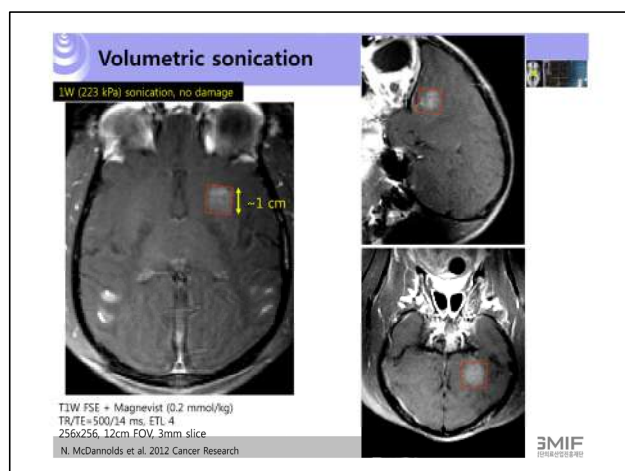 Volumetric sonication
1W (223 kPa) sonication, no damage
~1 cm
T1W FSE + Magnevist (0.2 mmol/kg)
TR/TE=500/14 ms, ETL 4
256x256, 12cm FOV, 3mm slice
N. McDannolds et al. 2012 Cancer Research
GMIF